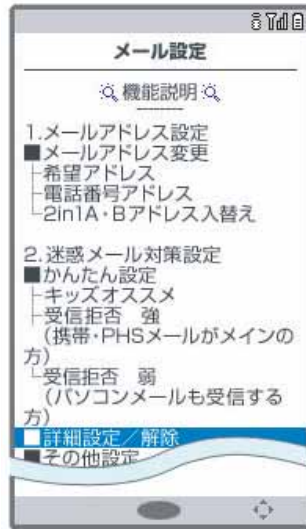 メール設定
機能説明
1.メールアドレス設定
■メールアドレス変更
├希望アドレス
├電話番号アドレス
└2in1A・Bアドレス入替え
2.迷惑メール対策設定
■かんたん設定
├キッズオススメ
├受信拒否 強
(携帯・PHSメールがメインの
方)
└受信拒否 弱
(パソコンメールも受信する
方)
■詳細設定/解除
■その他設定